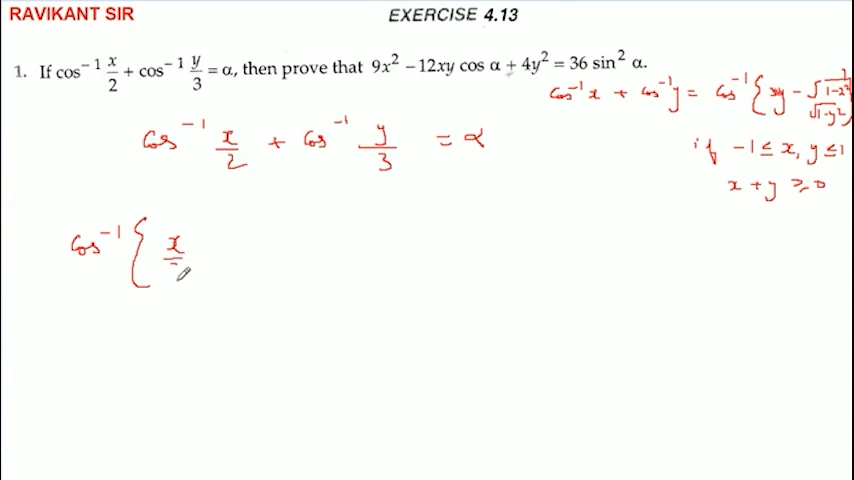 RAVIKANT SIR
EXERCISE 4.13
1. If cos⁻¹ x/2 + cos⁻¹ y/3 = α, then prove that 9x² − 12xy cos α + 4y² = 36 sin² α.
cos⁻¹x + cos⁻¹y = cos⁻¹{xy − √1−x²
√1−y²
if −1 ≤ x, y ≤ 1
x + y ≥ 0
cos⁻¹ x/2 + cos⁻¹ y/3 = α
cos⁻¹ { x